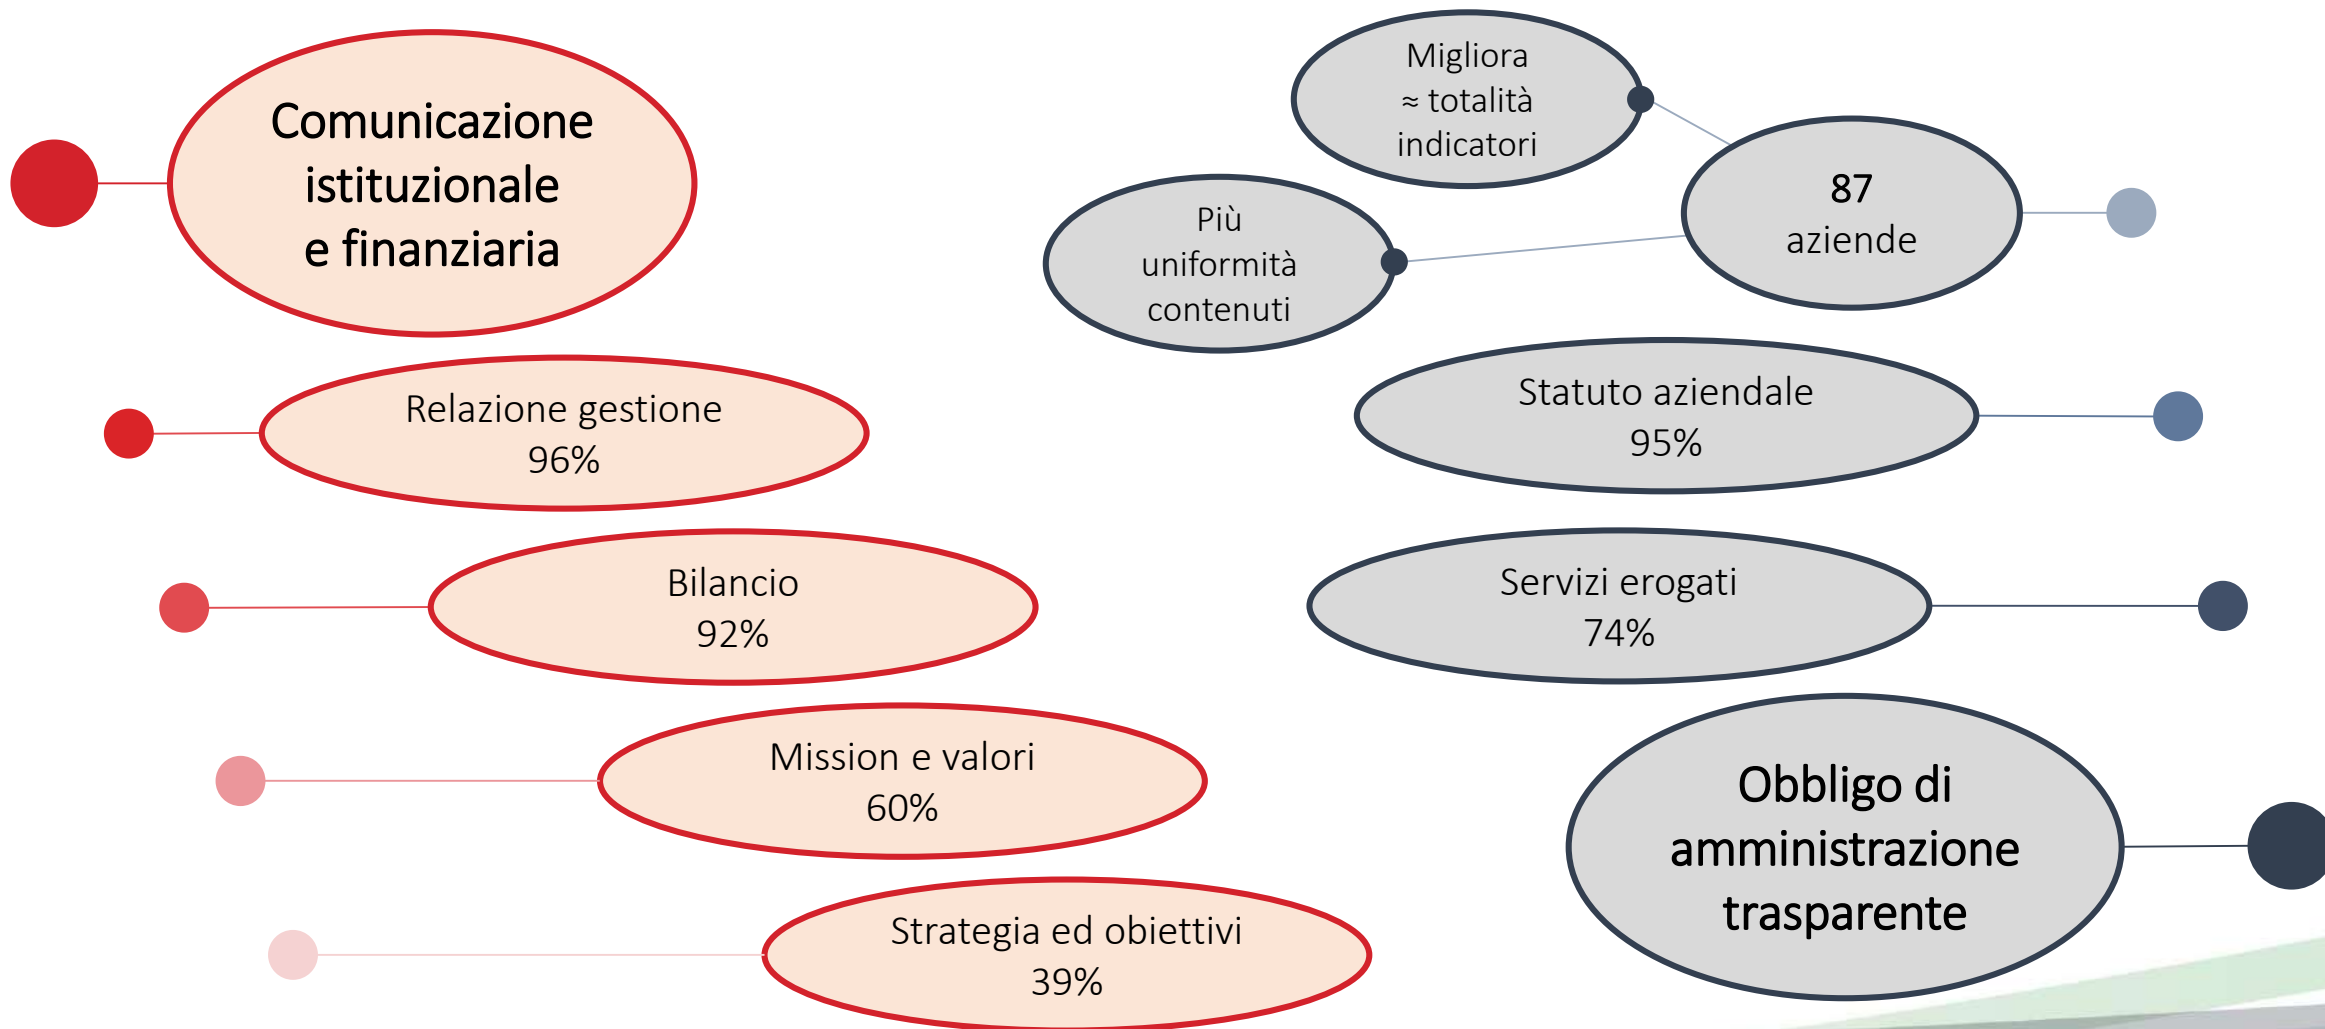 Comunicazione
istituzionale
e finanziaria
Relazione gestione
96%
Bilancio
92%
Mission e valori
60%
Strategia ed obiettivi
39%
Migliora
≈ totalità
indicatori
Più
uniformità
contenuti
87
aziende
Statuto aziendale
95%
Servizi erogati
74%
Obbligo di
amministrazione
trasparente